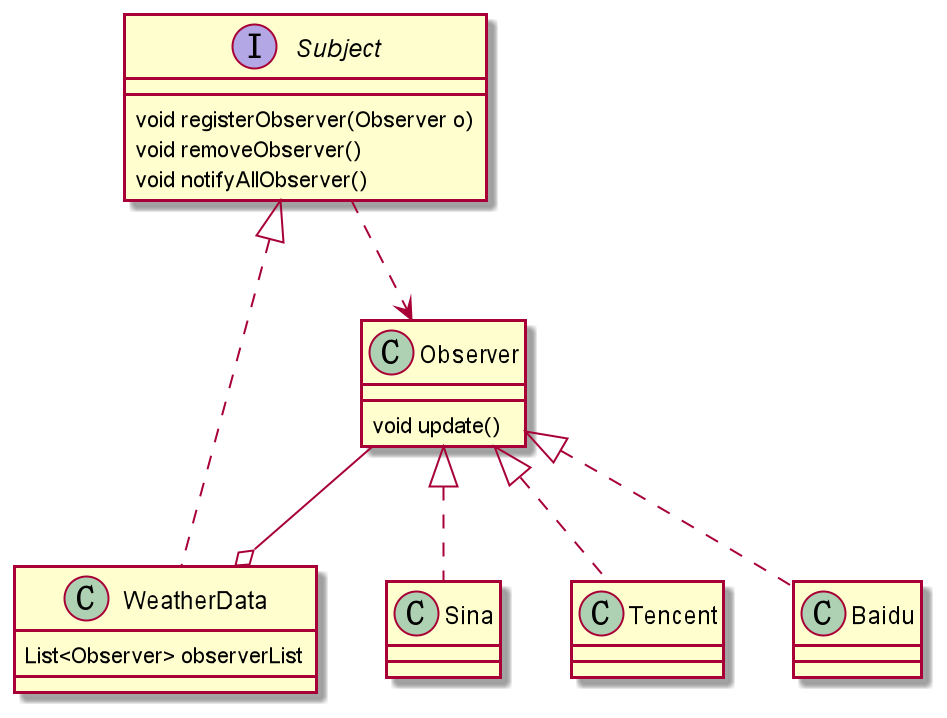 I Subject
void registerObserver(Observer o)
void removeObserver()
void notifyAllObserver()
C Observer
void update()
C WeatherData
List<Observer> observerList
C Sina
C Tencent
C Baidu